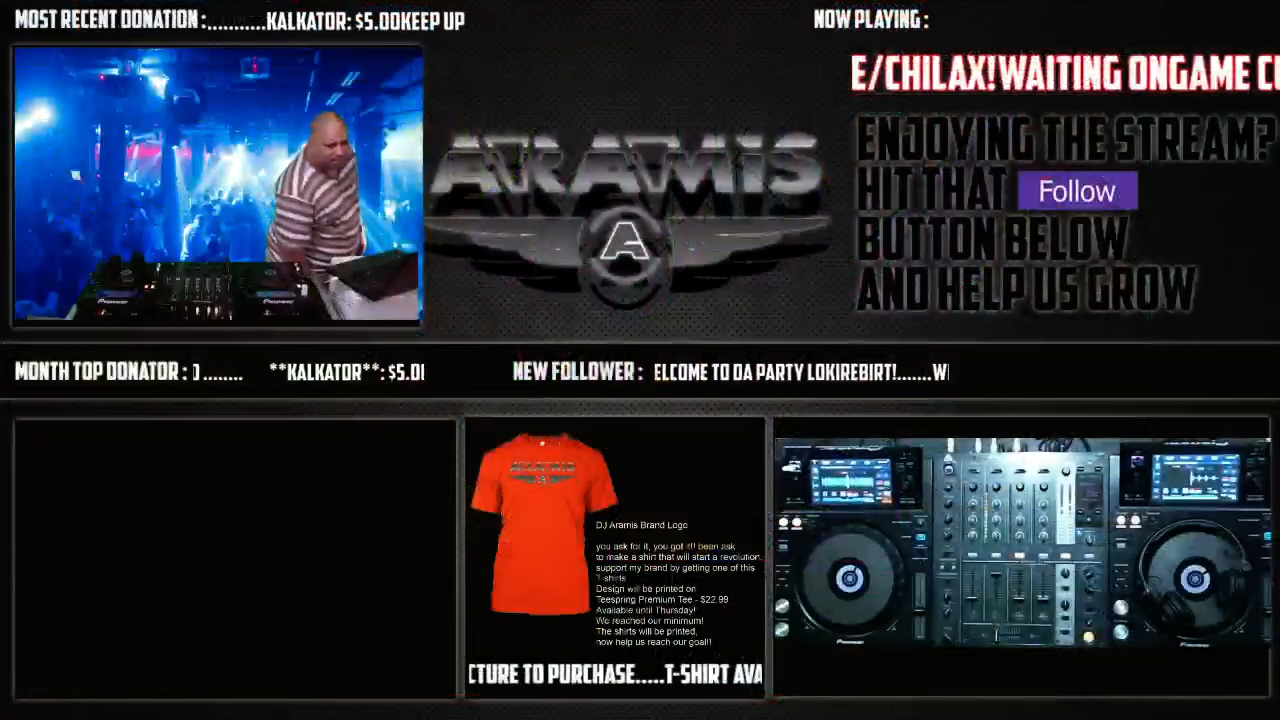 MOST RECENT DONATION :..........KALKATOR: $5.00KEEP UP
NOW PLAYING :
E/CHILAX!WAITING ONGAME
ENJOYING THE STREAM?
HIT THAT Follow
BUTTON BELOW
AND HELP US GROW
ARAMIS
A
MONTH TOP DONATOR : ........ **KALKATOR**: $5.0
NEW FOLLOWER : ELCOME TO DA PARTY LOKIREBIRT!.......W
ARAMIS
DJ Aramis Brand Logo
you ask for it, you got it!! been ask
to make a shirt that will start a revolution.
support my brand by getting one of this
T-shirts
Design will be printed on
Teespring Premium Tee - $22.99
Available until Thursday!
We reached our minimum!
The shirts will be printed,
now help us reach our goal!!
CTURE TO PURCHASE.....T-SHIRT AVA
Pioneer
Pioneer